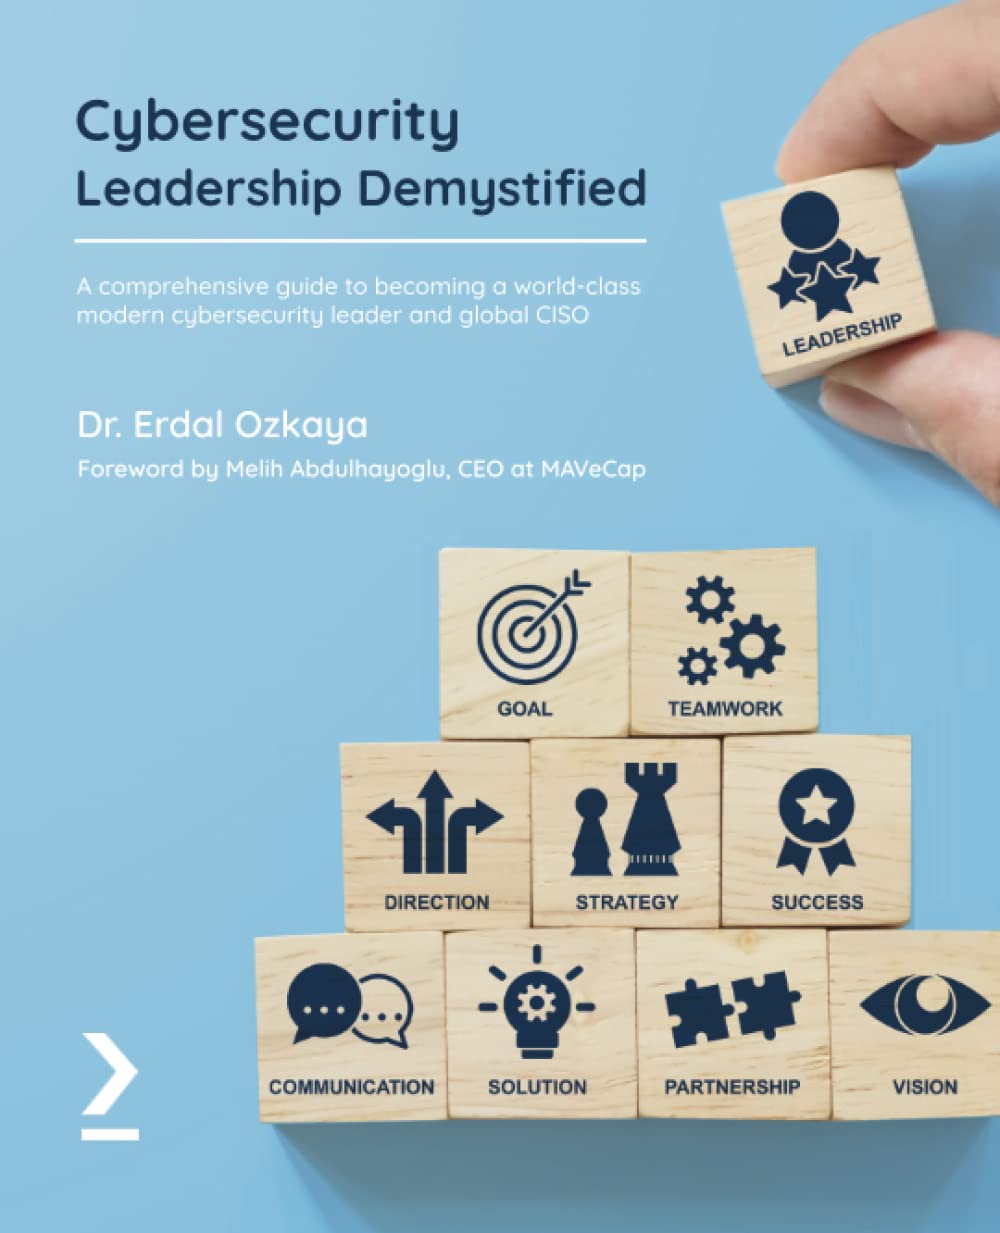 Cybersecurity
Leadership Demystified
A comprehensive guide to becoming a world-class
modern cybersecurity leader and global CISO
Dr. Erdal Ozkaya
Foreword by Melih Abdulhayoglu, CEO at MAVeCap
LEADERSHIP
GOAL
TEAMWORK
DIRECTION
STRATEGY
SUCCESS
COMMUNICATION
SOLUTION
PARTNERSHIP
VISION